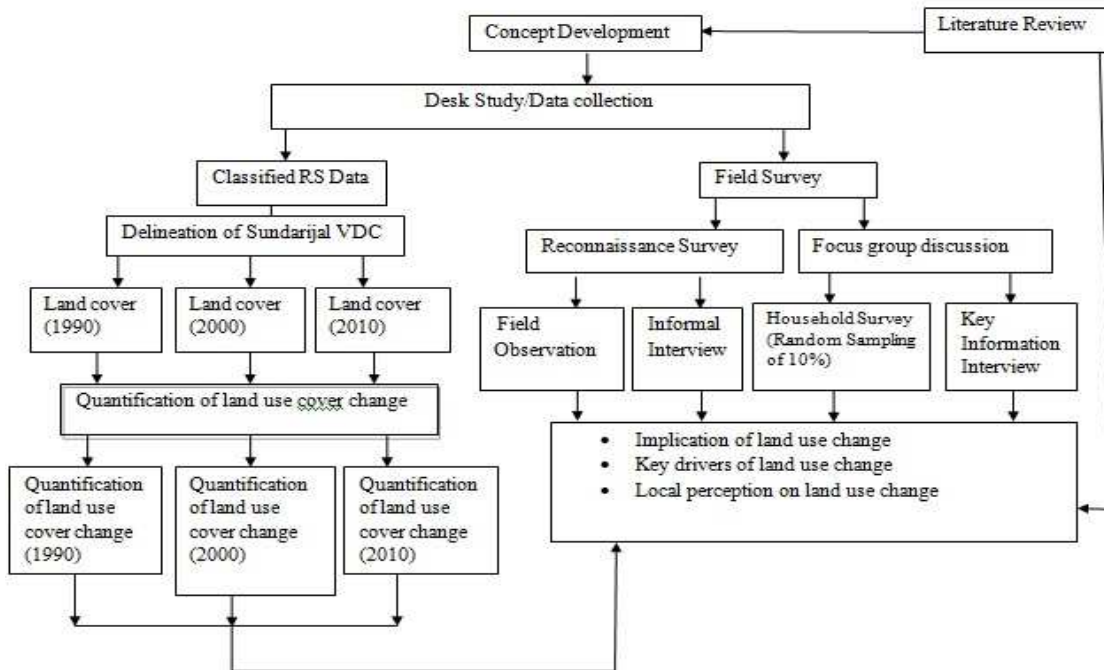 Concept Development
Literature Review
Desk Study/Data collection
Classified RS Data
Field Survey
Delineation of Sundarijal VDC
Reconnaissance Survey
Focus group discussion
Land cover
(1990)
Land cover
(2000)
Land cover
(2010)
Field
Observation
Informal
Interview
Household Survey
(Random Sampling
of 10%)
Key
Information
Interview
Quantification of land use cover change
• Implication of land use change
• Key drivers of land use change
• Local perception on land use change
Quantification
of land use
cover change
(1990)
Quantification
of land use
cover change
(2000)
Quantification
of land use
cover change
(2010)